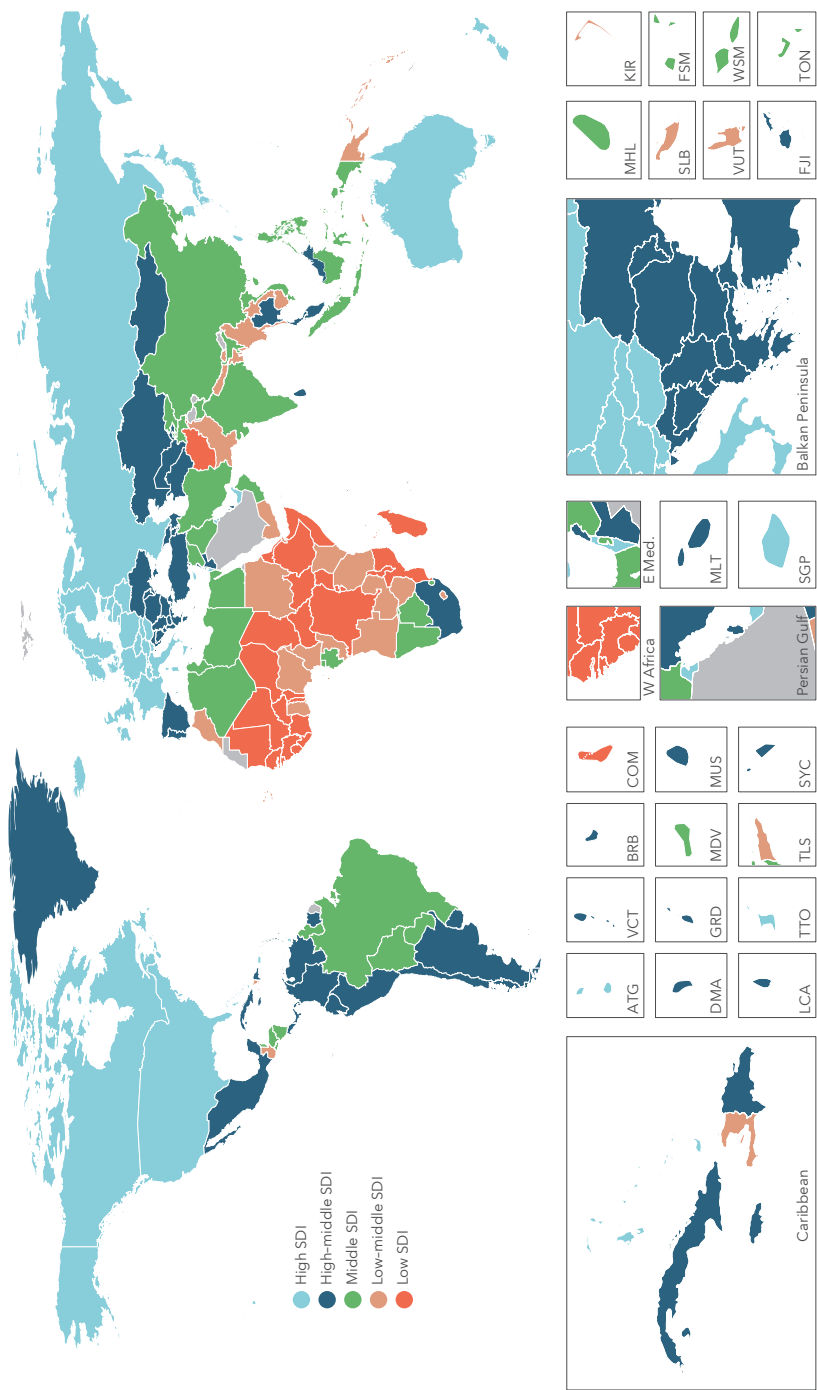 High SDI
High-middle SDI
Middle SDI
Low-middle SDI
Low SDI
Caribbean
ATG
VCT
BRB
COM
W Africa
E Med.
Balkan Peninsula
MHL
KIR
DMA
GRD
MDV
MUS
Persian Gulf
MLT
SLB
FSM
LCA
TTO
TLS
SYC
SGP
VUT
WSM
FJI
TON